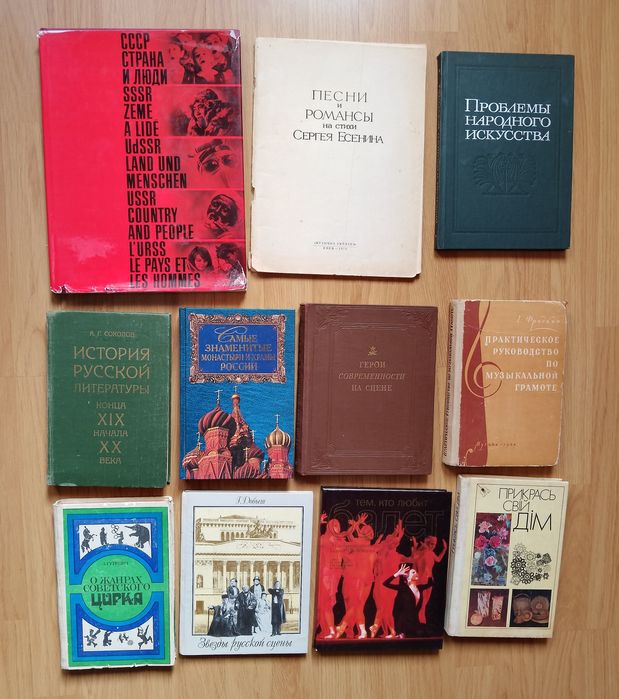 СССР
СТРАНА
И ЛЮДИ
SSSR
ZEMĚ
A LIDÉ
UdSSR
LAND UND
MENSCHEN
USSR
COUNTRY
AND PEOPLE
L'URSS
LE PAYS ET
LES HOMMES
ПЕСНИ
и
РОМАНСЫ
на стихи
СЕРГЕЯ ЕСЕНИНА
ПРОБЛЕМЫ
НАРОДНОГО
ИСКУССТВА
А. Г. СОКОЛОВ
ИСТОРИЯ
РУССКОЙ
ЛИТЕРАТУРЫ
КОНЦА
XIX
НАЧАЛА
XX
ВЕКА
САМЫЕ
ЗНАМЕНИТЫЕ
МОНАСТЫРИ И ХРАМЫ
РОССИИ
ГЕРОИ
СОВРЕМЕННОСТИ
НА СЦЕНЕ
Г. Фридкин
ПРАКТИЧЕСКОЕ
РУКОВОДСТВО
ПО
МУЗЫКАЛЬНОЙ
ГРАМОТЕ
О ЖАНРАХ
СОВЕТСКОГО
ЦИРКА
Звезды русской сцены
тем, кто любит
балет
ПРИКРАСЬ
СВІЙ
ДІМ